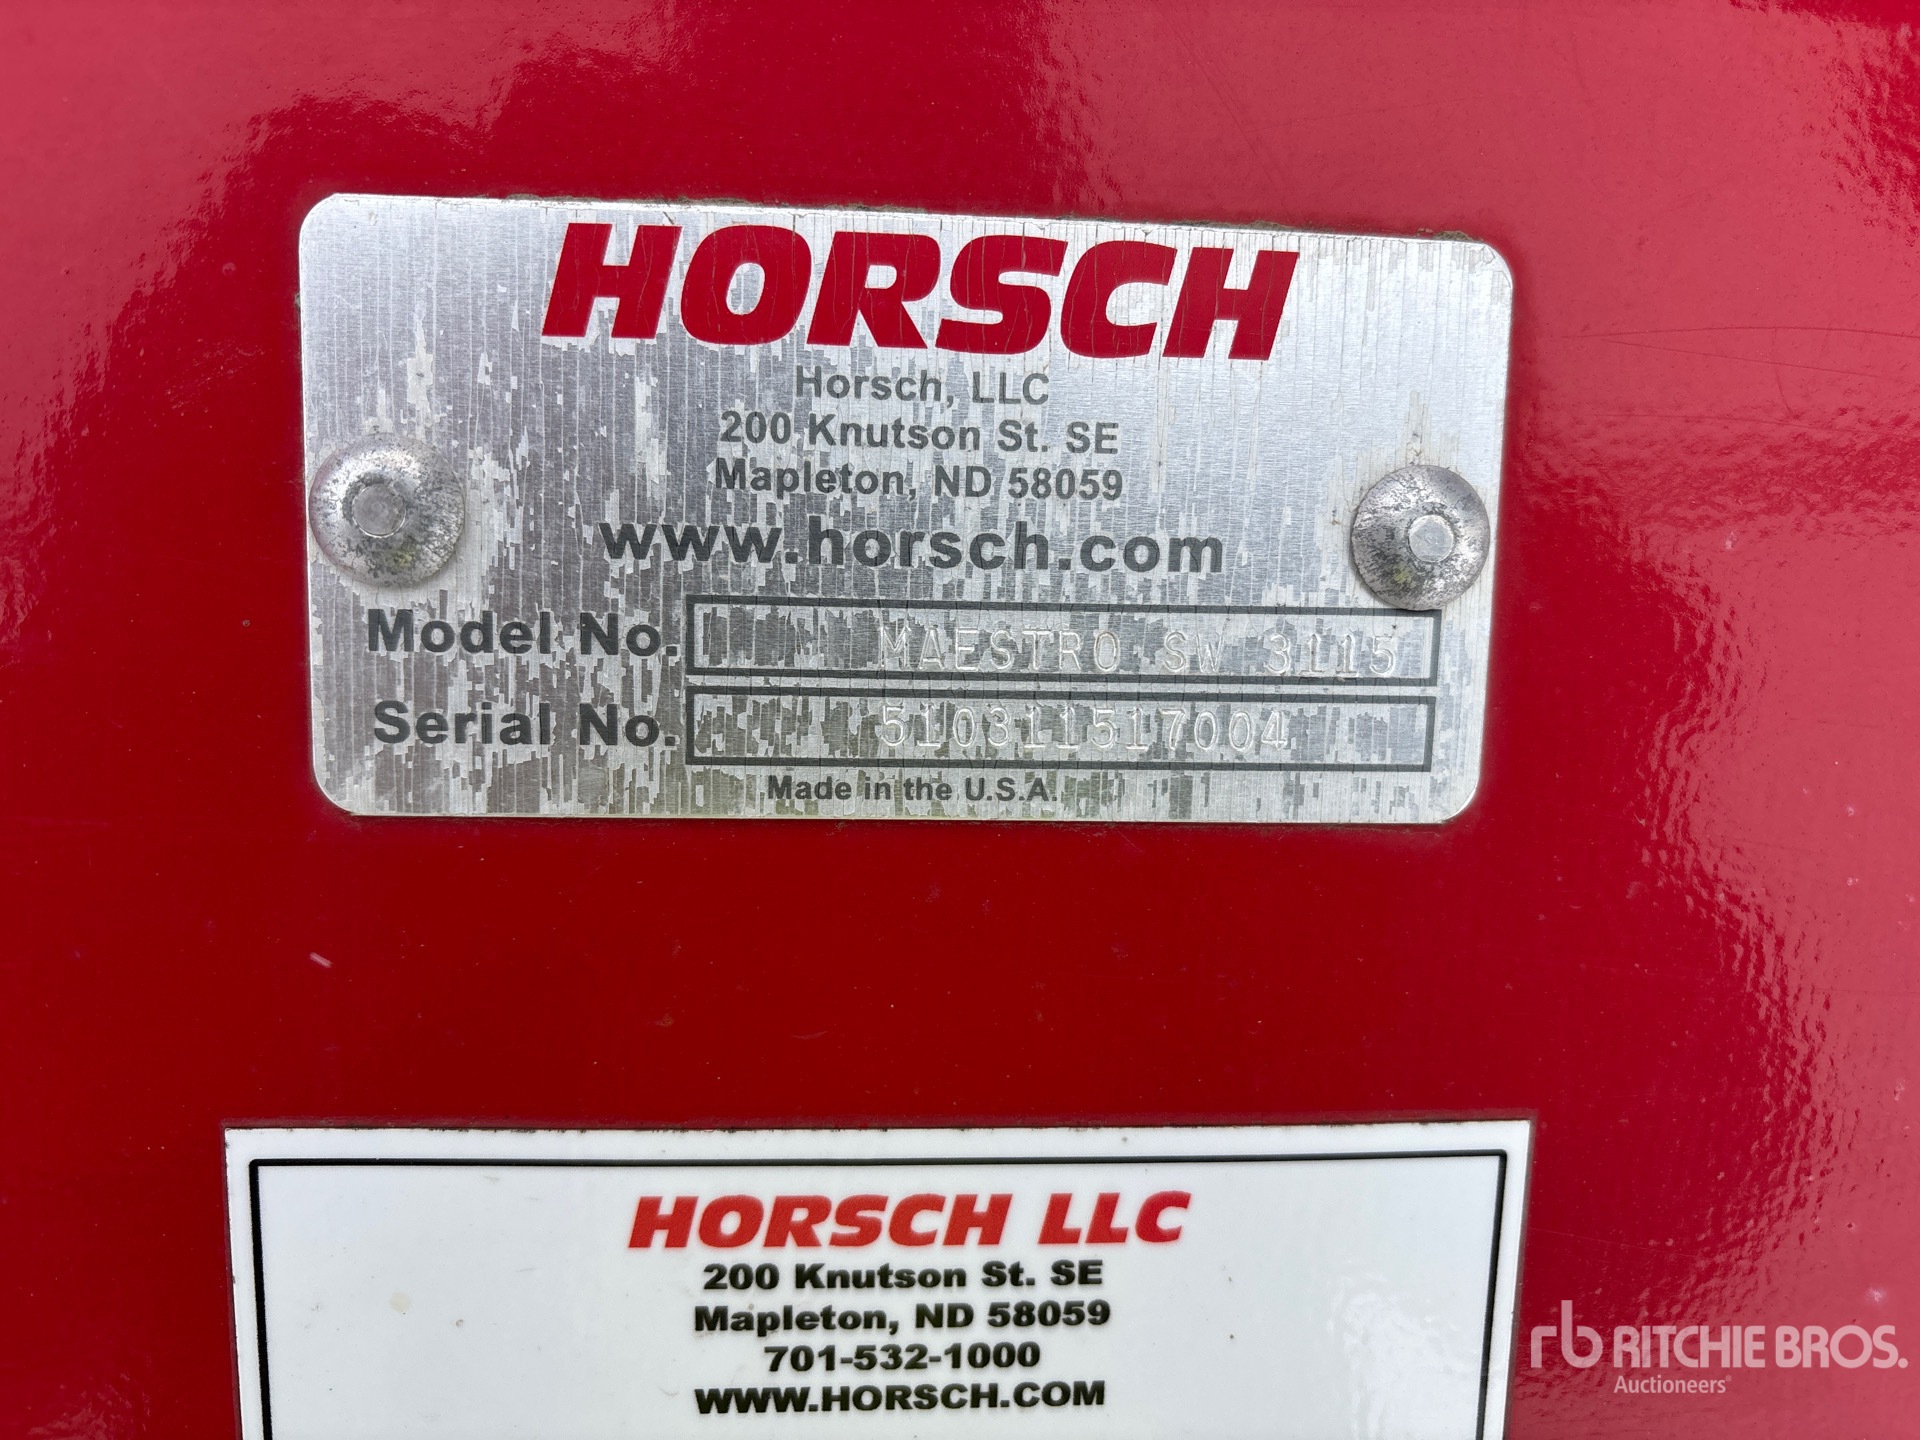 HORSCH
Horsch, LLC
200 Knutson St. SE
Mapleton, ND 58059
www.horsch.com
Model No. MAESTRO SW 3115
Serial No. 510311517004
Made in the U.S.A.
HORSCH LLC
200 Knutson St. SE
Mapleton, ND 58059
701-532-1000
WWW.HORSCH.COM
rb RITCHIE BROS.
Auctioneers